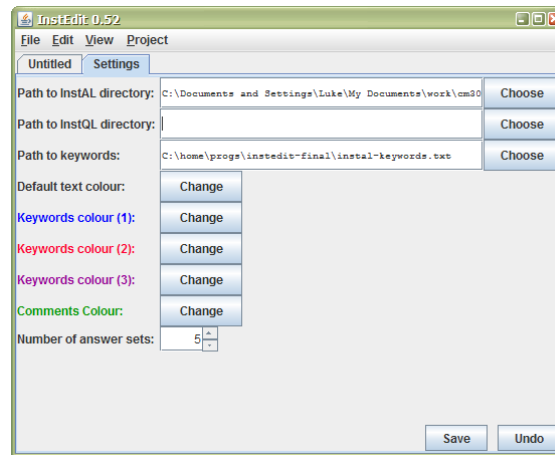 InstEdit 0.52
File Edit View Project
Untitled Settings
Path to InstAL directory: C:\Documents and Settings\Luke\My Documents\work\cm30 Choose
Path to InstQL directory: Choose
Path to keywords: C:\home\progs\instedit-final\instal-keywords.txt Choose
Default text colour: Change
Keywords colour (1): Change
Keywords colour (2): Change
Keywords colour (3): Change
Comments Colour: Change
Number of answer sets: 5
Save Undo